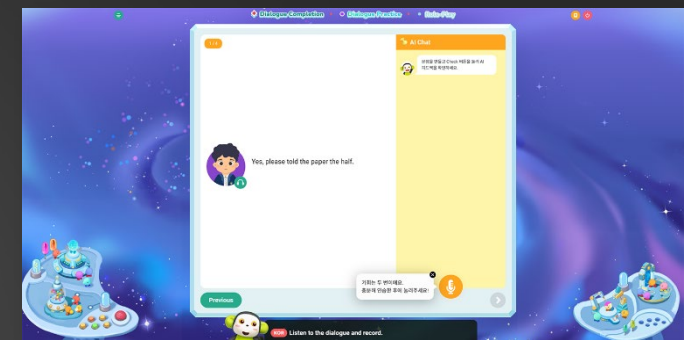 Dialogue Completion Dialogue Practice Role-Play
1 / 4
AI Chat
Yes, please told the paper the half.
기회는 두 번이에요.
충분히 연습한 후에 눌러주세요!
Previous
KOR Listen to the dialogue and record.